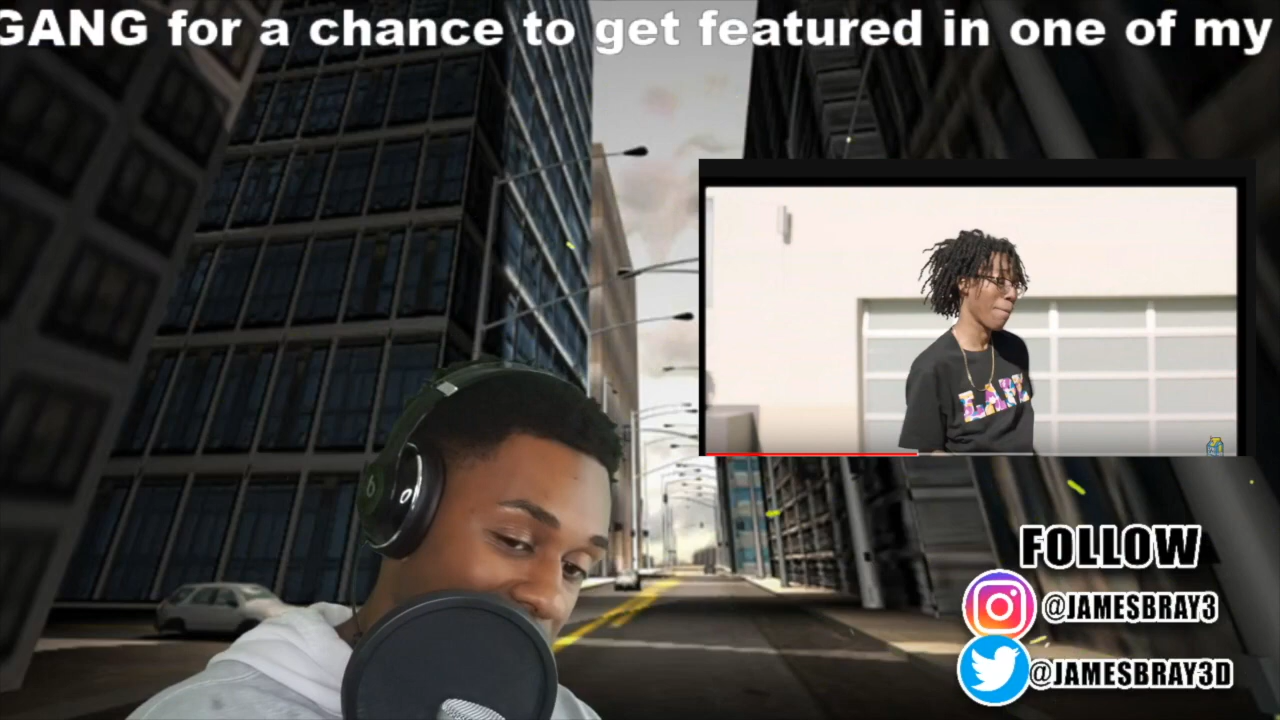 GANG for a chance to get featured in one of my
FOLLOW
@JAMESBRAY3
@JAMESBRAY3D